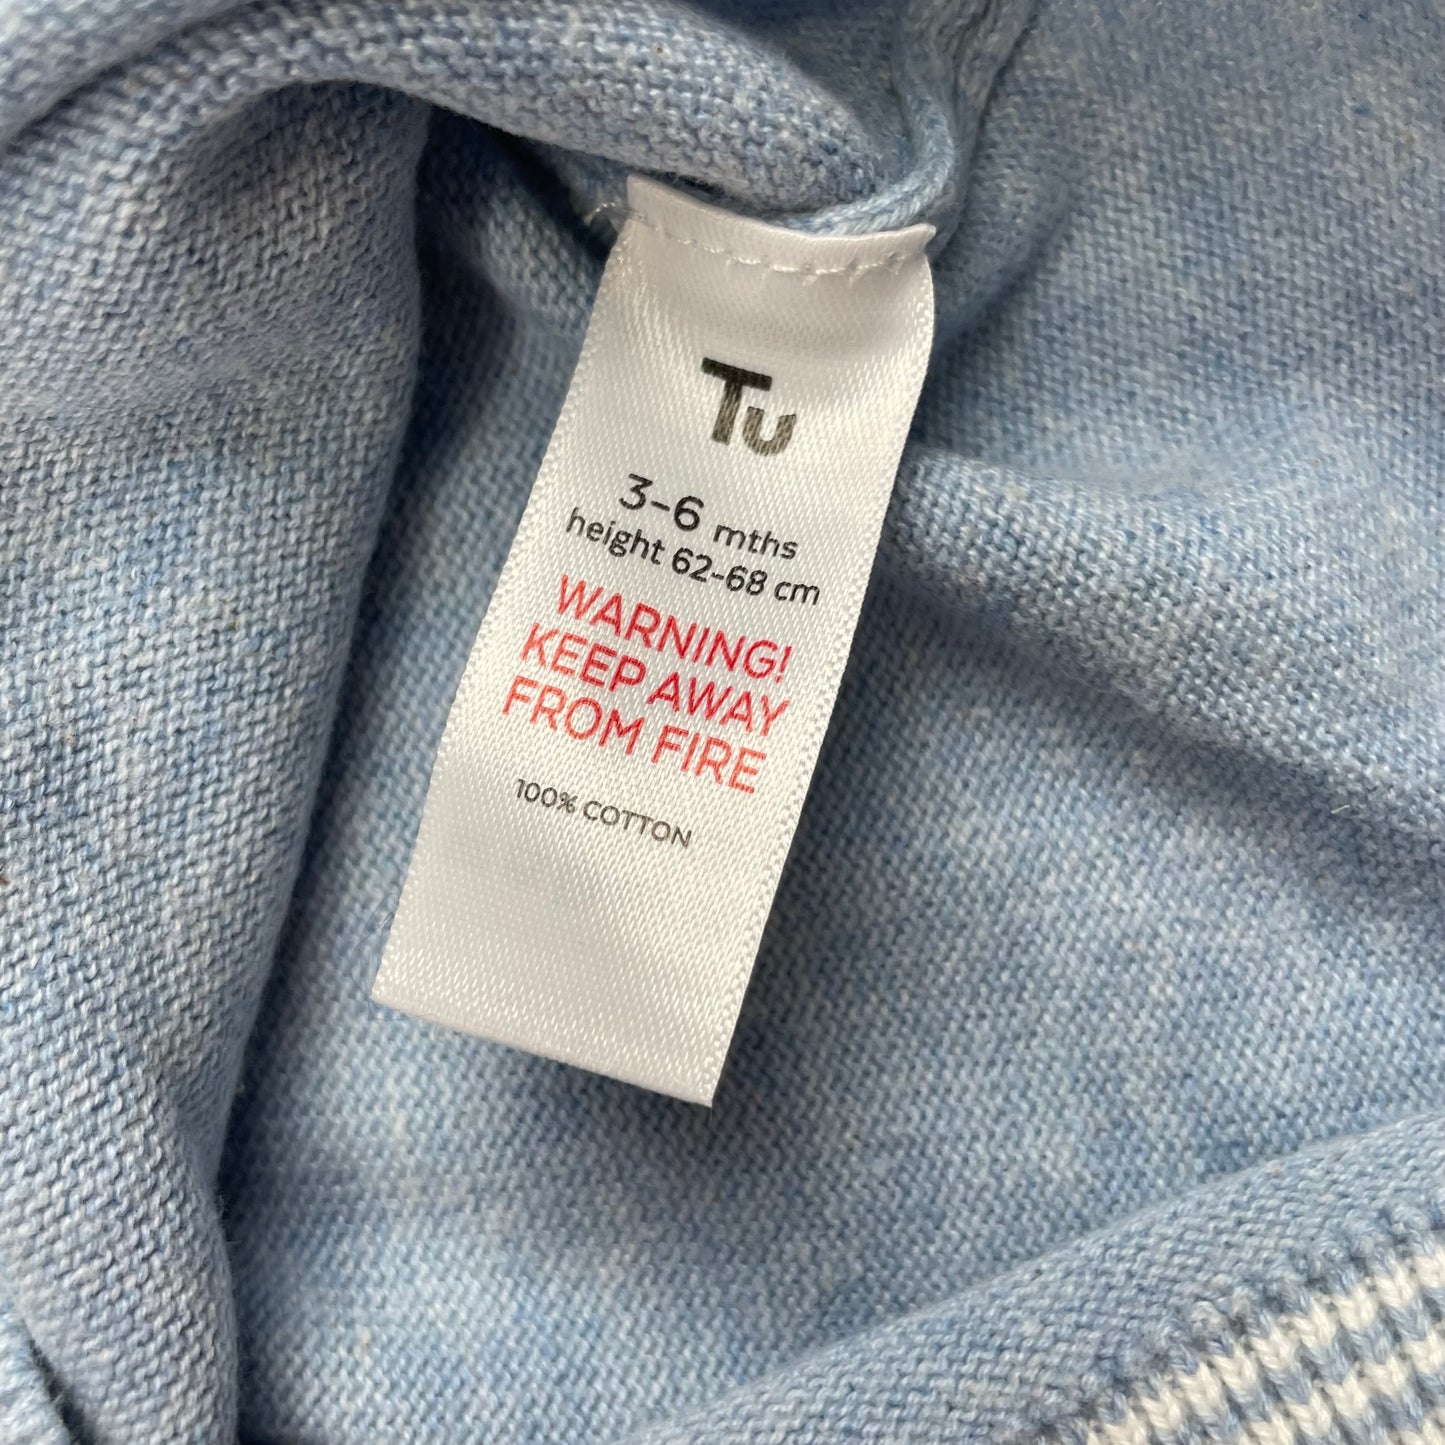 Tu
3-6 mths
height 62-68 cm
WARNING!
KEEP AWAY
FROM FIRE
100% COTTON